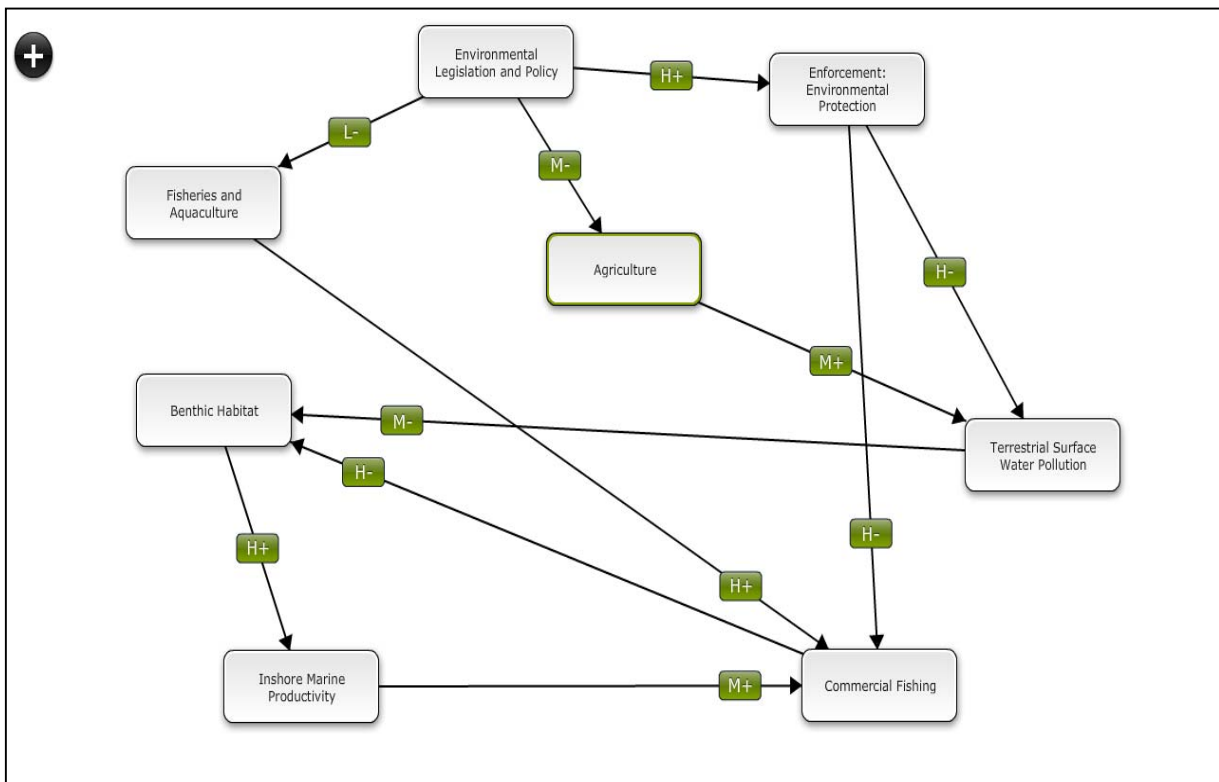 +
Environmental
Legislation and Policy
H+
Enforcement:
Environmental
Protection
L-
M-
Fisheries and
Aquaculture
Agriculture
H-
M+
Benthic Habitat
M-
Terrestrial Surface
Water Pollution
H-
H-
H+
H+
Inshore Marine
Productivity
M+
Commercial Fishing